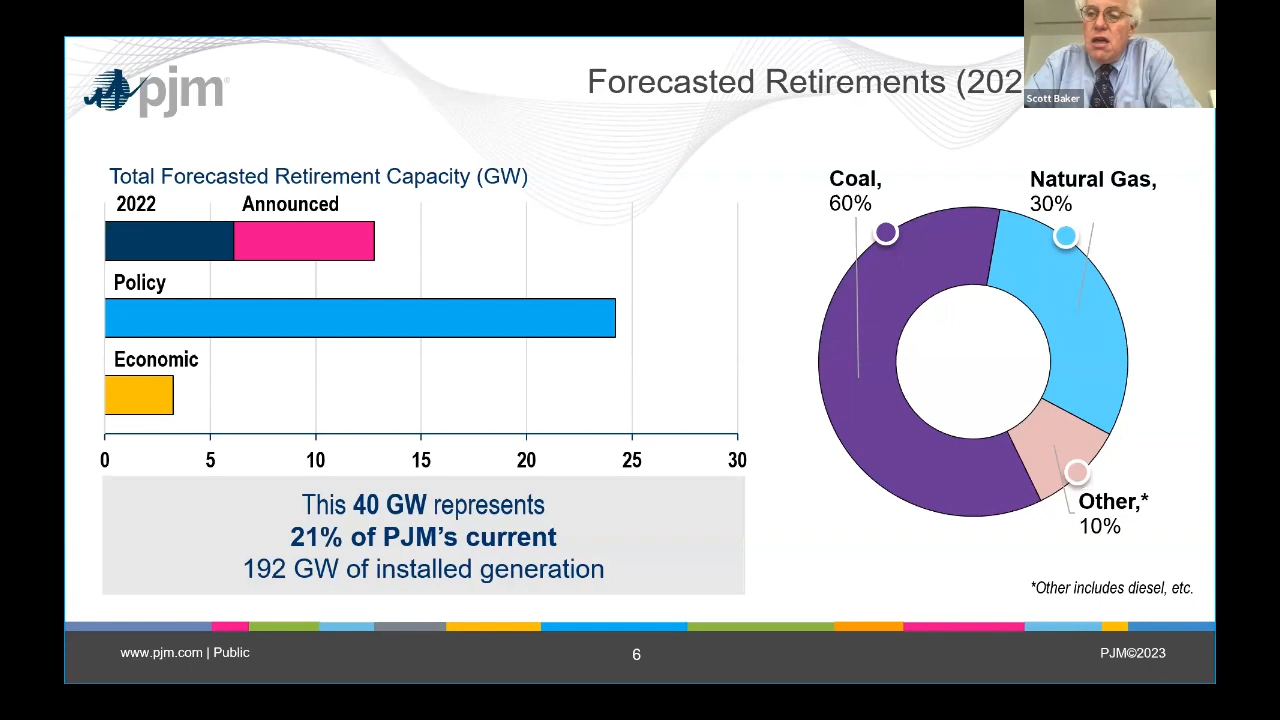 pjm
Forecasted Retirements (202
Scott Baker
Total Forecasted Retirement Capacity (GW)
2022 Announced
Policy
Economic
0 5 10 15 20 25 30
This 40 GW represents
21% of PJM’s current
192 GW of installed generation
Coal,
60%
Natural Gas,
30%
Other,*
10%
*Other includes diesel, etc.
www.pjm.com | Public
6
PJM©2023